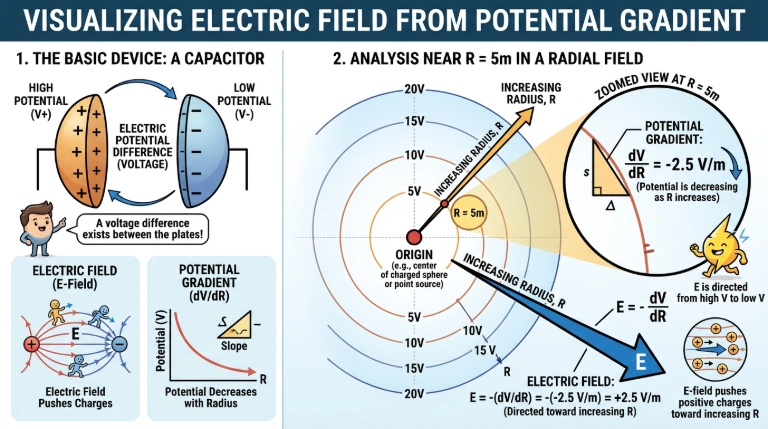 VISUALIZING ELECTRIC FIELD FROM POTENTIAL GRADIENT
1. THE BASIC DEVICE: A CAPACITOR
HIGH
POTENTIAL
(V+)
LOW
POTENTIAL
(V-)
ELECTRIC
POTENTIAL
DIFFERENCE
(VOLTAGE)
A voltage difference
exists between the plates!
ELECTRIC FIELD
(E-Field)
E
+
−
Electric Field
Pushes Charges
POTENTIAL
GRADIENT
(dV/dR)
Potential (V)
S
Slope
R
Potential Decreases
with Radius
2. ANALYSIS NEAR R = 5m IN A RADIAL FIELD
20V
15V
10V
5V
INCREASING
RADIUS, R
INCREASING RADIUS, R
R = 5m
ORIGIN
(e.g., center
of charged sphere
or point source)
INCREASING RADIUS, R
5V
10V
15V
20V
10V
15 V
R
E
ZOOMED VIEW AT R = 5m
POTENTIAL
GRADIENT:
dV
dR
= -2.5 V/m
(Potential is decreasing
as R increases)
s
Δ
E is directed
from high V to low V
E = - dV
dR
ELECTRIC FIELD:
E = -(dV/dR) = -(-2.5 V/m) = +2.5 V/m
(Directed toward increasing R)
E-field pushes
positive charges
toward increasing R